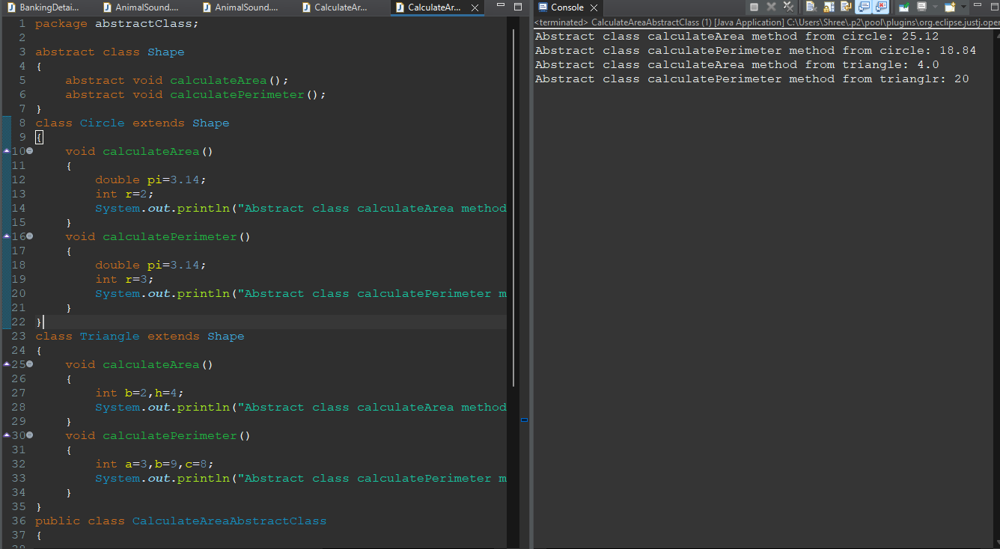 BankingDetai...
AnimalSound....
AnimalSound....
CalculateAr...
CalculateAr...
1 package abstractClass;
2
3 abstract class Shape
4 {
5 abstract void calculateArea();
6 abstract void calculatePerimeter();
7 }
8 class Circle extends Shape
9 {
10 void calculateArea()
11 {
12 double pi=3.14;
13 int r=2;
14 System.out.println("Abstract class calculateArea method
15 }
16 void calculatePerimeter()
17 {
18 double pi=3.14;
19 int r=3;
20 System.out.println("Abstract class calculatePerimeter m
21 }
22 }
23 class Triangle extends Shape
24 {
25 void calculateArea()
26 {
27 int b=2,h=4;
28 System.out.println("Abstract class calculateArea method
29 }
30 void calculatePerimeter()
31 {
32 int a=3,b=9,c=8;
33 System.out.println("Abstract class calculatePerimeter m
34 }
35 }
36 public class CalculateAreaAbstractClass
37 {
Console
<terminated> CalculateAreaAbstractClass (1) [Java Application] C:\Users\Shree\.p2\pool\plugins\org.eclipse.justj.oper
Abstract class calculateArea method from circle: 25.12
Abstract class calculatePerimeter method from circle: 18.84
Abstract class calculateArea method from triangle: 4.0
Abstract class calculatePerimeter method from trianglr: 20